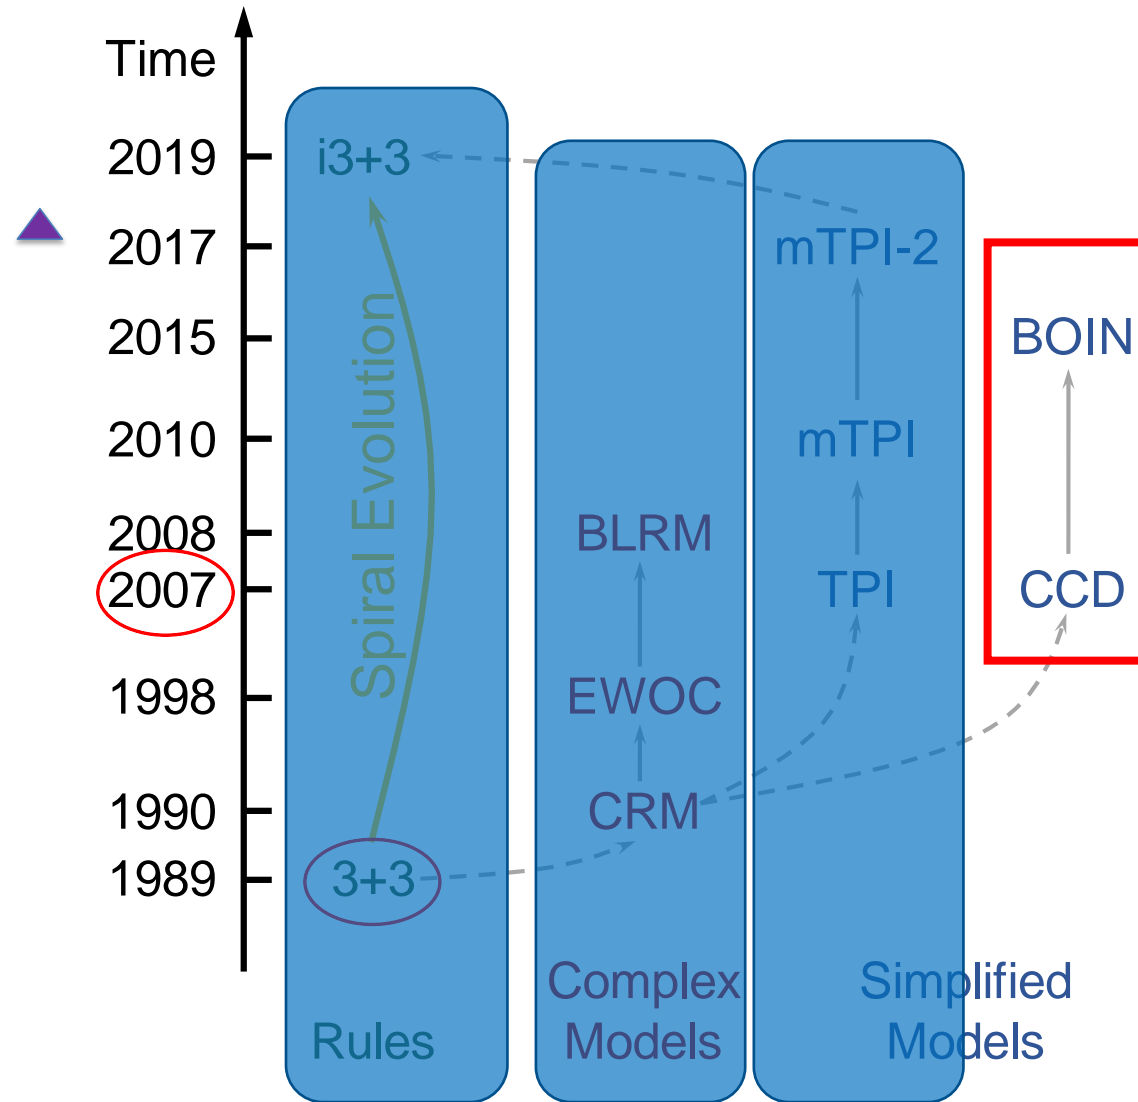 Time
2019
i3+3
2017
mTPI-2
2015
BOIN
Spiral Evolution
2010
mTPI
2008
BLRM
2007
TPI
CCD
1998
EWOC
1990
CRM
1989
3+3
Rules
Complex
Models
Simplified
Models